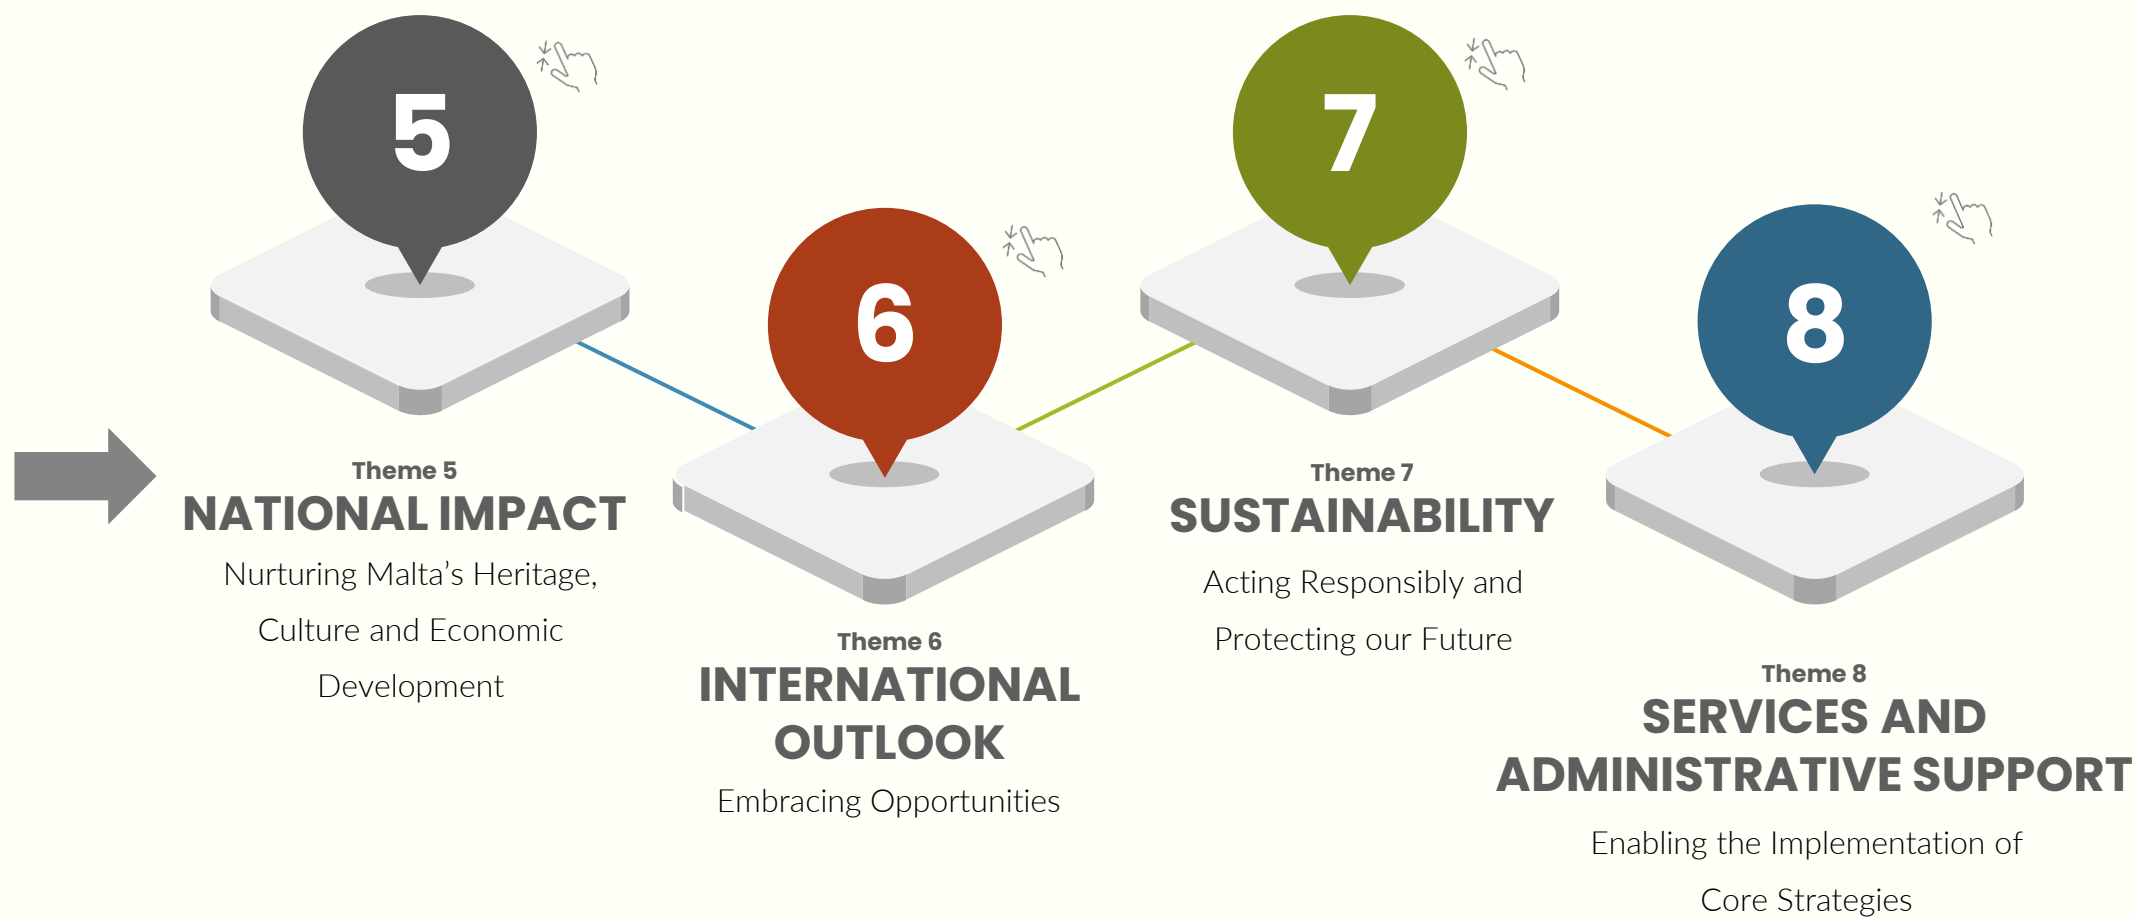 5
Theme 5
NATIONAL IMPACT
Nurturing Malta’s Heritage,
Culture and Economic
Development
6
Theme 6
INTERNATIONAL
OUTLOOK
Embracing Opportunities
7
Theme 7
SUSTAINABILITY
Acting Responsibly and
Protecting our Future
8
Theme 8
SERVICES AND
ADMINISTRATIVE SUPPORT
Enabling the Implementation of
Core Strategies